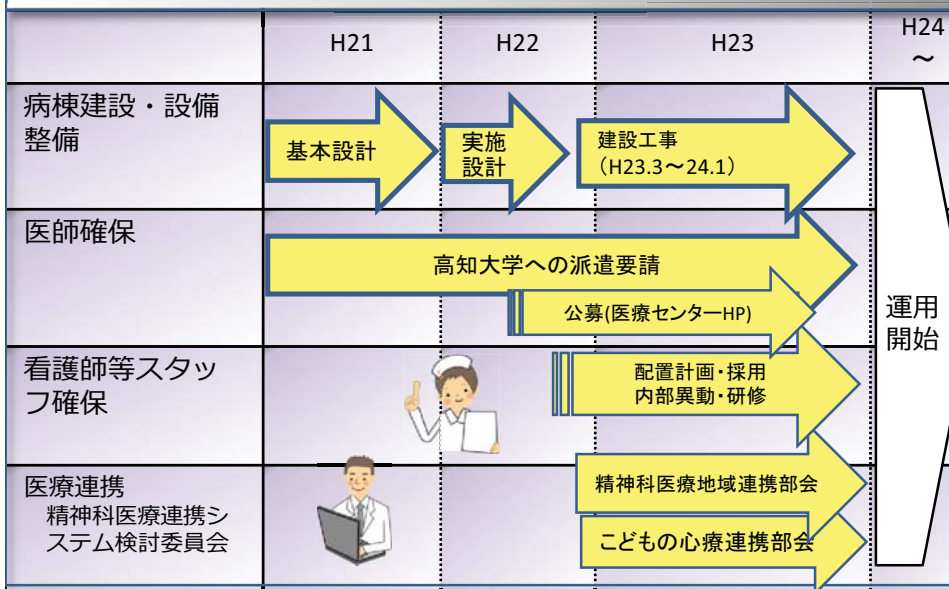 H21
H22
H23
H24
～
病棟建設・設備
整備
基本設計
実施
設計
建設工事
（H23.3～24.1）
医師確保
高知大学への派遣要請
公募(医療センターHP)
運用
開始
看護師等スタッ
フ確保
配置計画・採用
内部異動・研修
医療連携
精神科医療連携シ
ステム検討委員会
精神科医療地域連携部会
こどもの心療連携部会